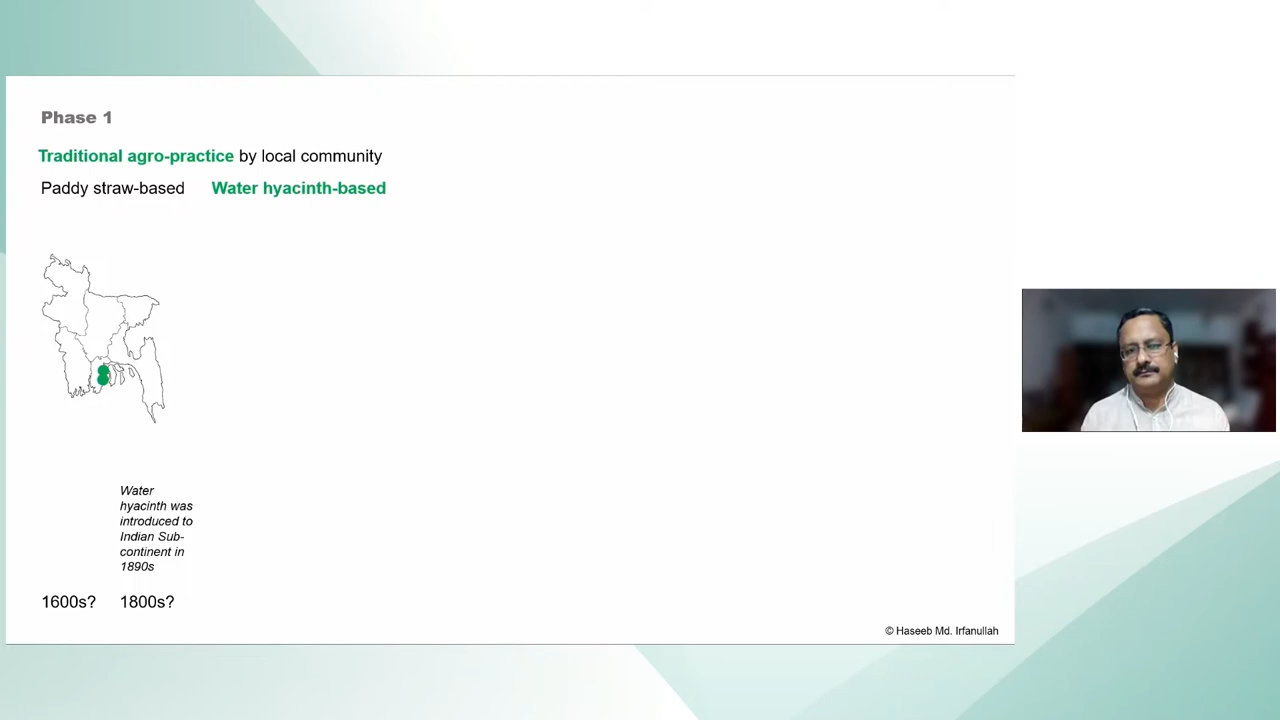 Phase 1
Traditional agro-practice by local community
Paddy straw-based Water hyacinth-based
Water
hyacinth was
introduced to
Indian Sub-
continent in
1890s
1600s? 1800s?
© Haseeb Md. Irfanullah